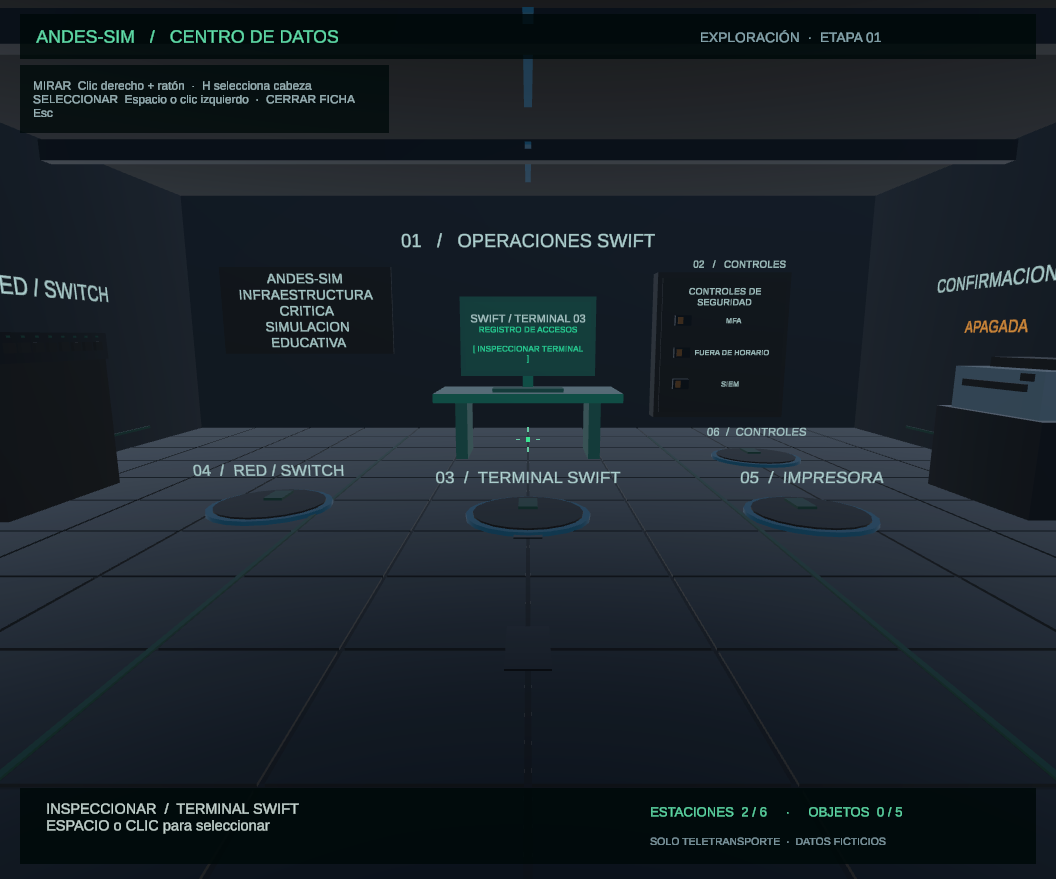 ANDES-SIM / CENTRO DE DATOS
EXPLORACIÓN · ETAPA 01
MIRAR Clic derecho + ratón · H selecciona cabeza
SELECCIONAR Espacio o clic izquierdo · CERRAR FICHA
Esc
01 / OPERACIONES SWIFT
02 / CONTROLES
ED / SWITCH
ANDES-SIM
INFRAESTRUCTURA
CRITICA
SIMULACION
EDUCATIVA
SWIFT / TERMINAL 03
REGISTRO DE ACCESOS
[ INSPECCIONAR TERMINAL
]
CONTROLES DE
SEGURIDAD
MFA
FUERA DE HORARIO
SIEM
CONFIRMACION
APAGADA
06 / CONTROLES
04 / RED / SWITCH
03 / TERMINAL SWIFT
05 / IMPRESORA
INSPECCIONAR / TERMINAL SWIFT
ESPACIO o CLIC para seleccionar
ESTACIONES 2 / 6 · OBJETOS 0 / 5
SOLO TELETRANSPORTE · DATOS FICTICIOS